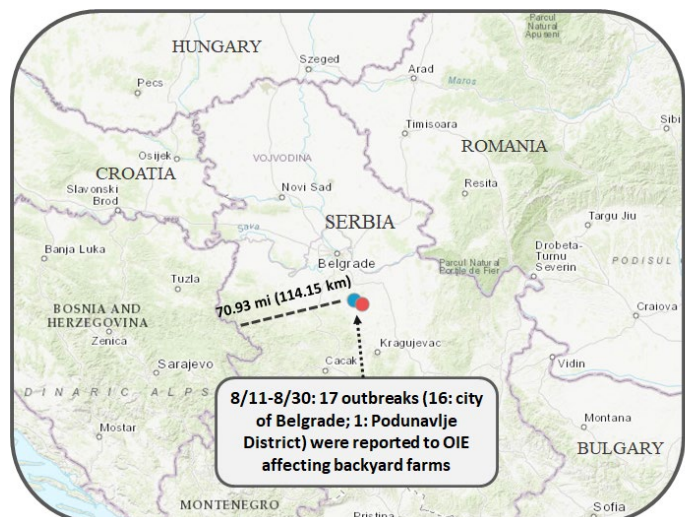 Parcul
Natural
Apuseni
HUNGARY
Szeged
Arad
Pecs
Maros
Timisoara
Sibi
ROMANIA
Osijek
VOJVODINA
CROATIA
Resita
Slavonski
Brod
Novi Sad
Targu Jiu
SERBIA
Sava
Banja Luka
Belgrade
Parcul Natural
Porțile de Fier
Drobeta-
Turnu
Severin
PODISUL
Tuzla
70.93 mi (114.15 km)
BOSNIA AND
HERZEGOVINA
Zenica
Craiova
Kragujevac
Cacak
Vidin
Sarajevo
DINARIC ALPS
8/11-8/30: 17 outbreaks (16: city
of Belgrade; 1: Podunavlje
District) were reported to OIE
affecting backyard farms
Mostar
Montana
BULGARY
MONTENEGRO
Pristina
Sofia